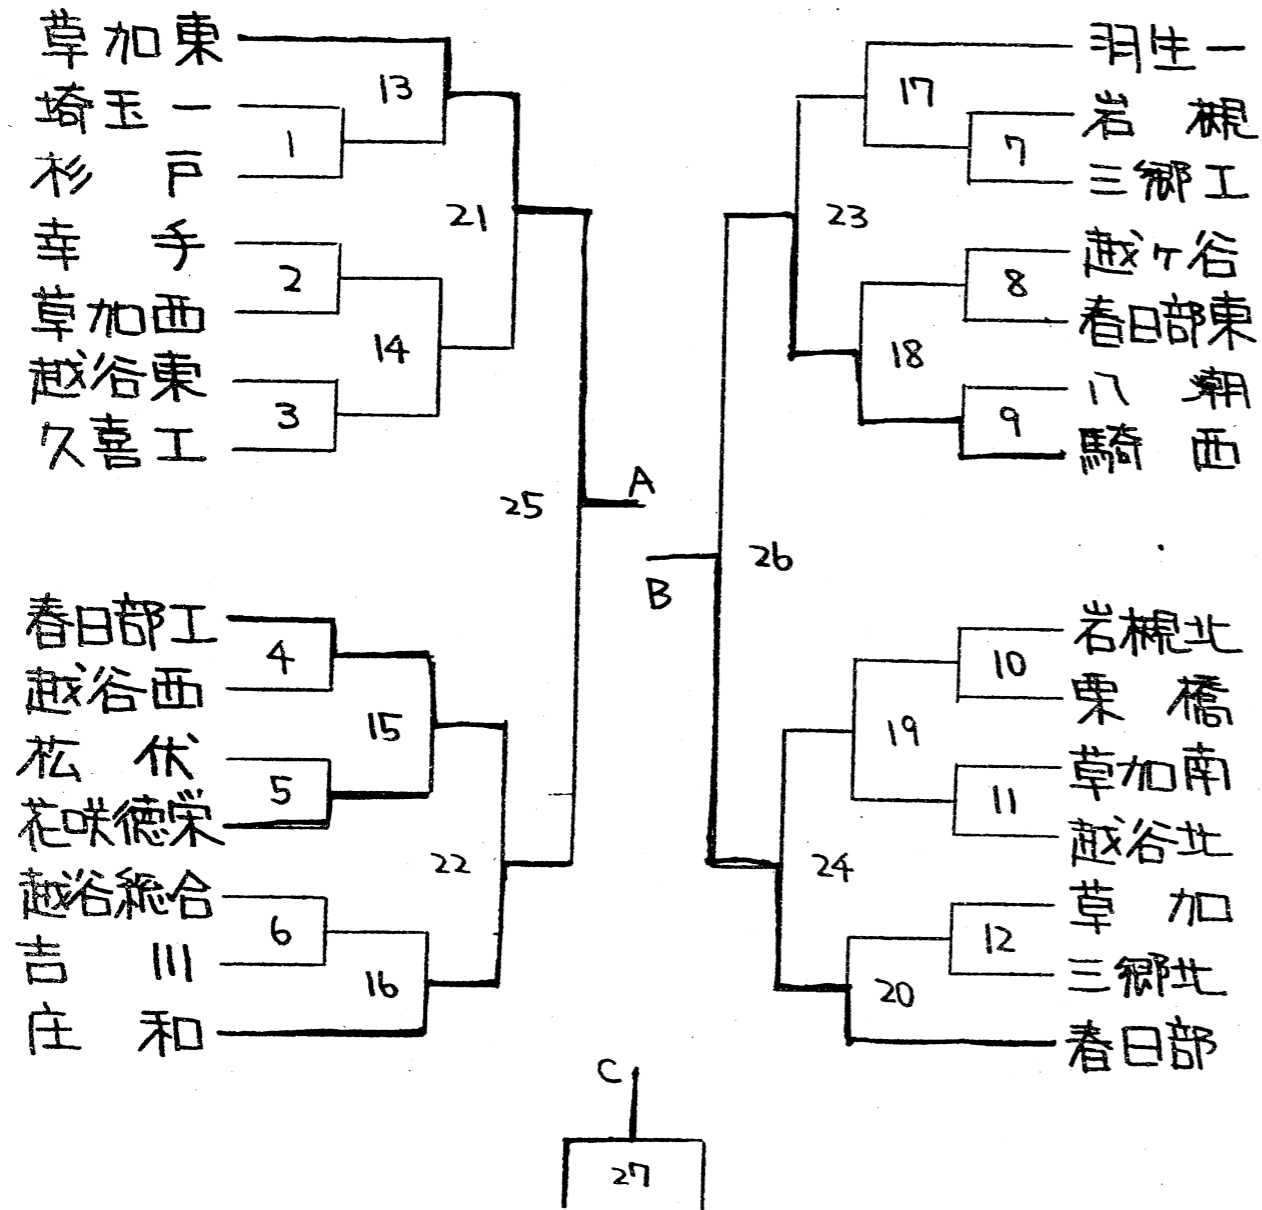 草加東
埼玉一
杉戸
幸手
草加西
越谷東
久喜工
13
1
2
14
3
21
25
A
春日部工
越谷西
松伏
花咲徳栄
越谷総合
吉川
庄和
4
15
5
22
6
16
羽生一
岩槻
三郷工
越ヶ谷
春日部東
八潮
騎西
17
7
23
8
18
9
26
B
岩槻北
栗橋
草加南
越谷北
草加
三郷北
春日部
10
19
11
24
12
20
C
27